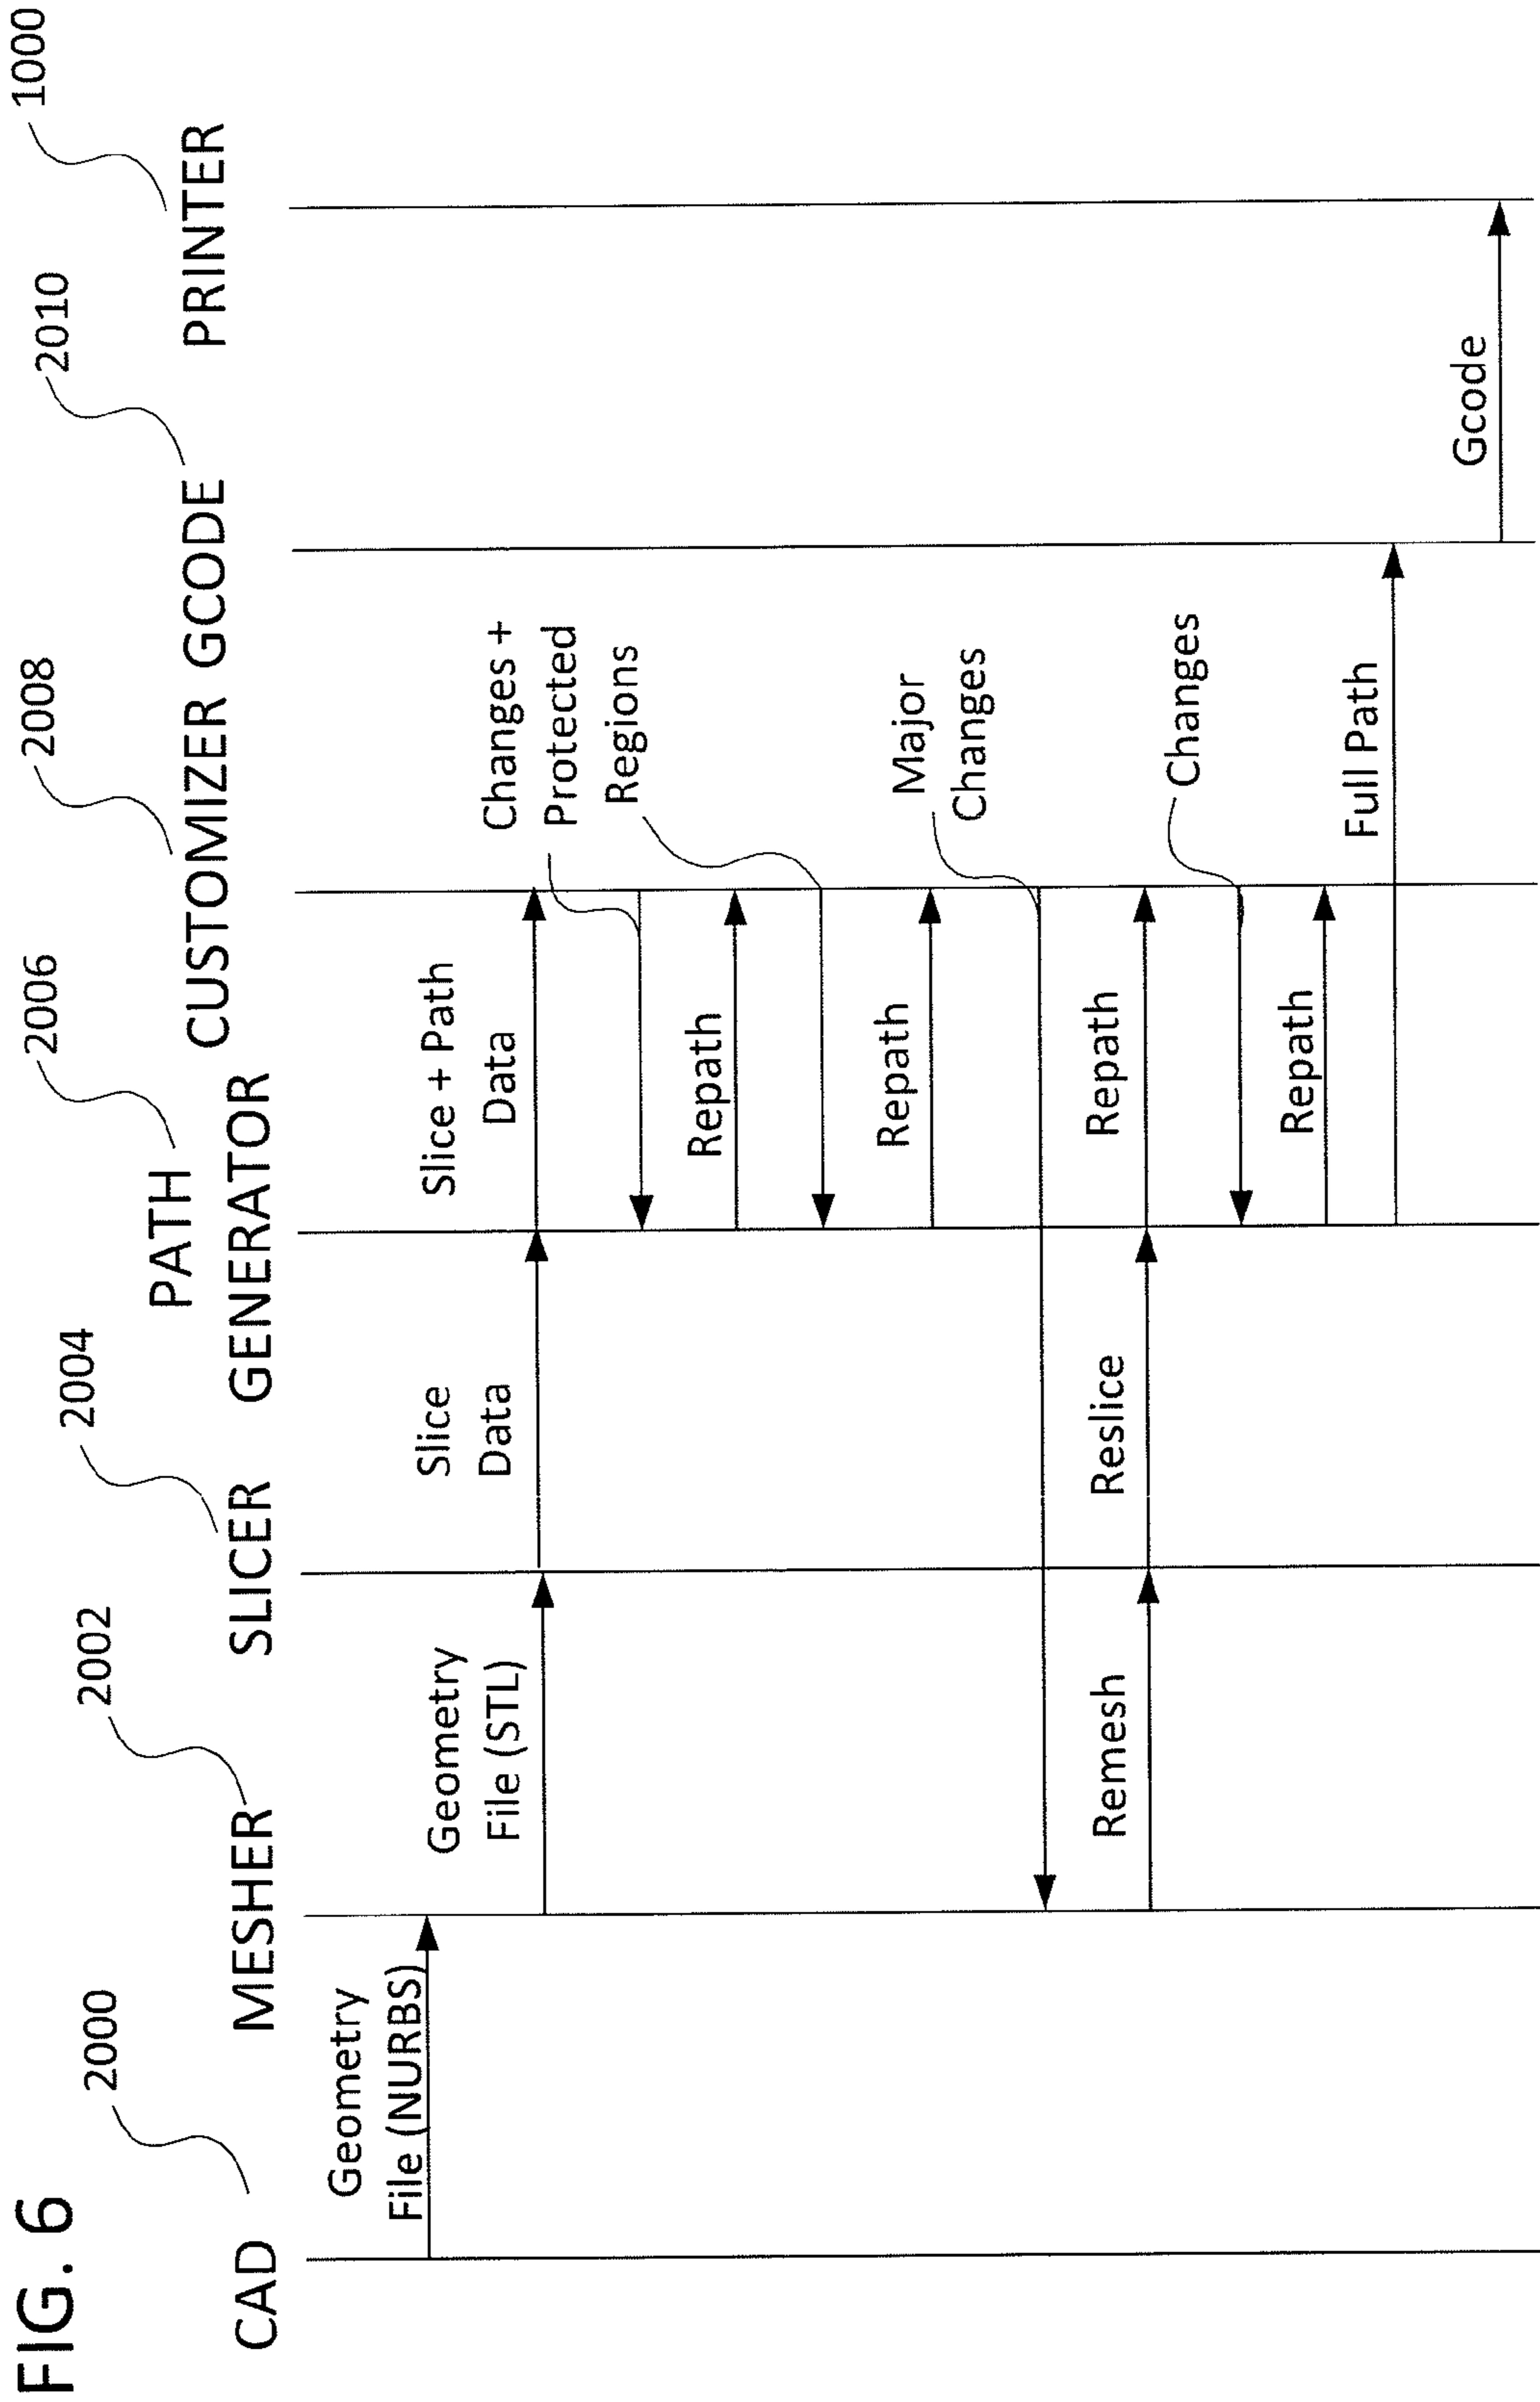 FIG. 6
CAD
2000
MESHER
2002
SLICER
2004
PATH
GENERATOR
2006
CUSTOMIZER
2008
GCODE
2010
PRINTER
1000
Geometry
File (NURBS)
Geometry
File (STL)
Slice
Data
Slice + Path
Data
Changes +
Protected
Regions
Repath
Repath
Major
Changes
Remesh
Reslice
Repath
Changes
Repath
Full Path
Gcode